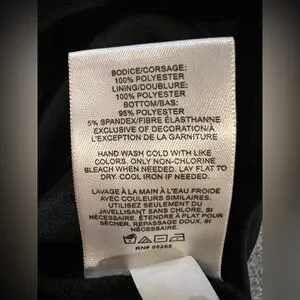 BODICE/CORSAGE:
100% POLYESTER
LINING/DOUBLURE:
100% POLYESTER
BOTTOM/BAS:
95% POLYESTER
5% SPANDEX/FIBRE ÉLASTHANNE
EXCLUSIVE OF DECORATION/À
L'EXCEPTION DE LA GARNITURE
HAND WASH COLD WITH LIKE
COLORS. ONLY NON-CHLORINE
BLEACH WHEN NEEDED. LAY FLAT TO
DRY. COOL IRON IF NEEDED.
LAVAGE À LA MAIN À L'EAU FROIDE
AVEC COULEURS SIMILAIRES.
UTILISEZ SEULEMENT DU
JAVELLISANT SANS CHLORE, SI
NÉCESSAIRE. ÉTENDRE À PLAT POUR
SÉCHER, REPASSAGE DOUX, SI
NÉCESSAIRE.
RN#